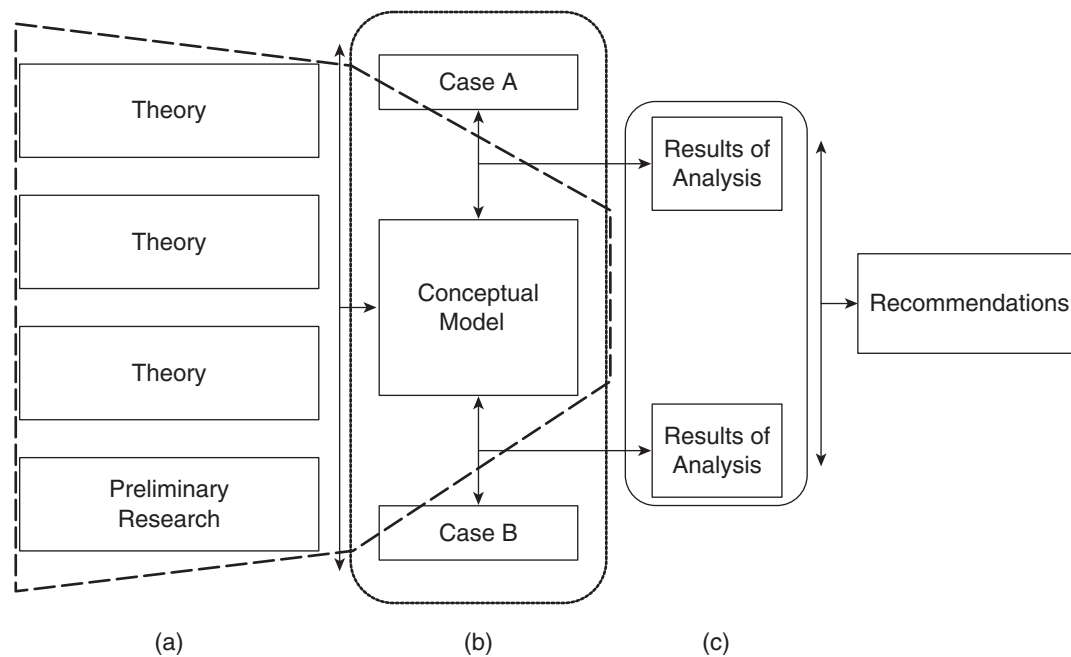 Theory
Theory
Theory
Preliminary
Research
Case A
Conceptual
Model
Case B
Results of
Analysis
Results of
Analysis
Recommendations
(a)
(b)
(c)